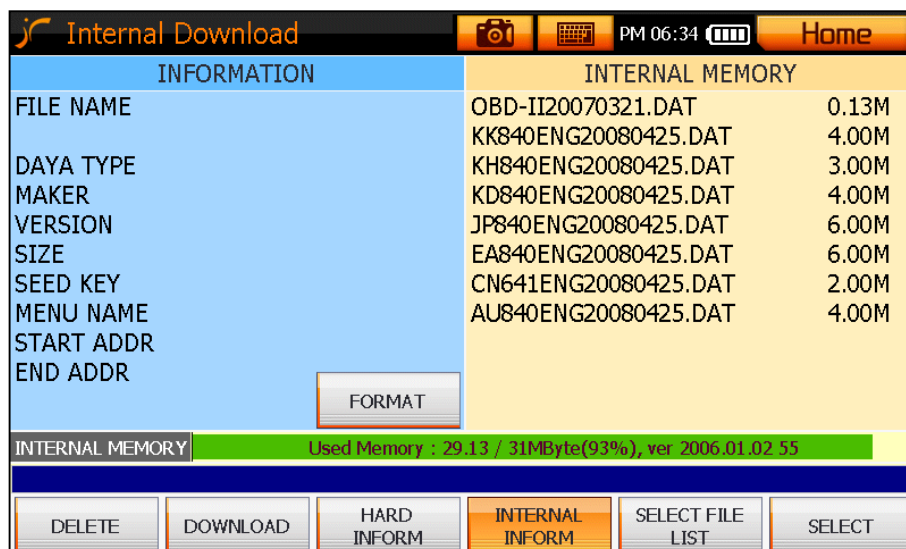 Internal Download
PM 06:34
Home
INFORMATION
FILE NAME
DAYA TYPE
MAKER
VERSION
SIZE
SEED KEY
MENU NAME
START ADDR
END ADDR
FORMAT
INTERNAL MEMORY
OBD-II20070321.DAT 0.13M
KK840ENG20080425.DAT 4.00M
KH840ENG20080425.DAT 3.00M
KD840ENG20080425.DAT 4.00M
JP840ENG20080425.DAT 6.00M
EA840ENG20080425.DAT 6.00M
CN641ENG20080425.DAT 2.00M
AU840ENG20080425.DAT 4.00M
INTERNAL MEMORY
Used Memory : 29.13 / 31MByte(93%), ver 2006.01.02 55
DELETE
DOWNLOAD
HARD
INFORM
INTERNAL
INFORM
SELECT FILE
LIST
SELECT